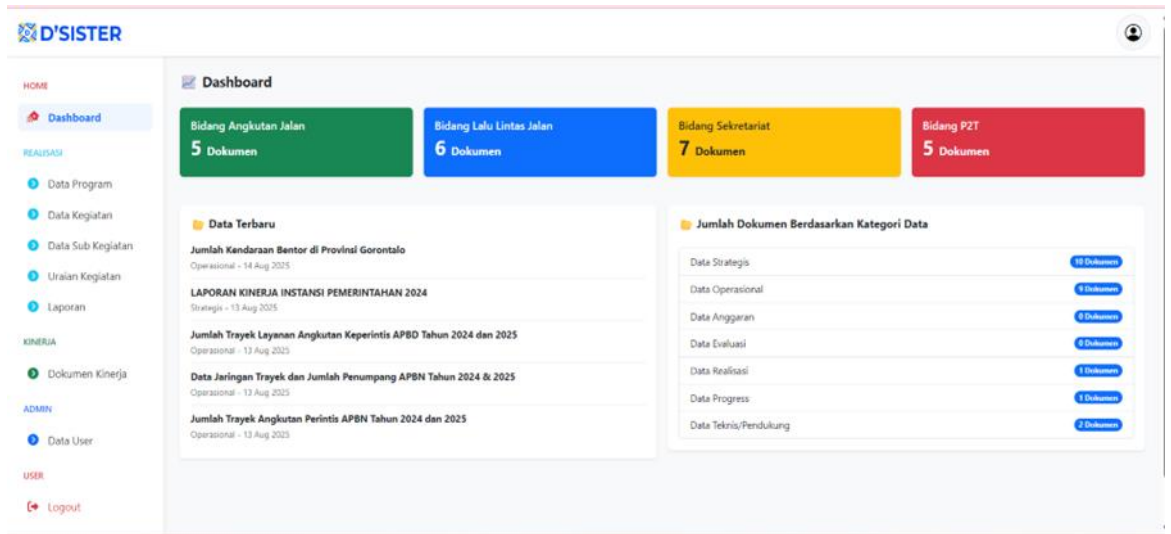 D'SISTER
HOME
Dashboard
REALISASI
Data Program
Data Kegiatan
Data Sub Kegiatan
Uraian Kegiatan
Laporan
KINERJA
Dokumen Kinerja
ADMIN
Data User
USER
Logout
Dashboard
Bidang Angkutan Jalan
5 Dokumen
Bidang Lalu Lintas Jalan
6 Dokumen
Bidang Sekretariat
7 Dokumen
Bidang P2T
5 Dokumen
Data Terbaru
Jumlah Kendaraan Bentor di Provinsi Gorontalo
Operasional - 14 Aug 2025
LAPORAN KINERJA INSTANSI PEMERINTAHAN 2024
Strategis - 13 Aug 2025
Jumlah Trayek Layanan Angkutan Keperintis APBD Tahun 2024 dan 2025
Operasional - 13 Aug 2025
Data Jaringan Trayek dan Jumlah Penumpang APBN Tahun 2024 & 2025
Operasional - 13 Aug 2025
Jumlah Trayek Angkutan Perintis APBN Tahun 2024 dan 2025
Operasional - 13 Aug 2025
Jumlah Dokumen Berdasarkan Kategori Data
Data Strategis 10 Dokumen
Data Operasional 9 Dokumen
Data Anggaran 0 Dokumen
Data Evaluasi 0 Dokumen
Data Realisasi 1 Dokumen
Data Progress 1 Dokumen
Data Teknis/Pendukung 2 Dokumen